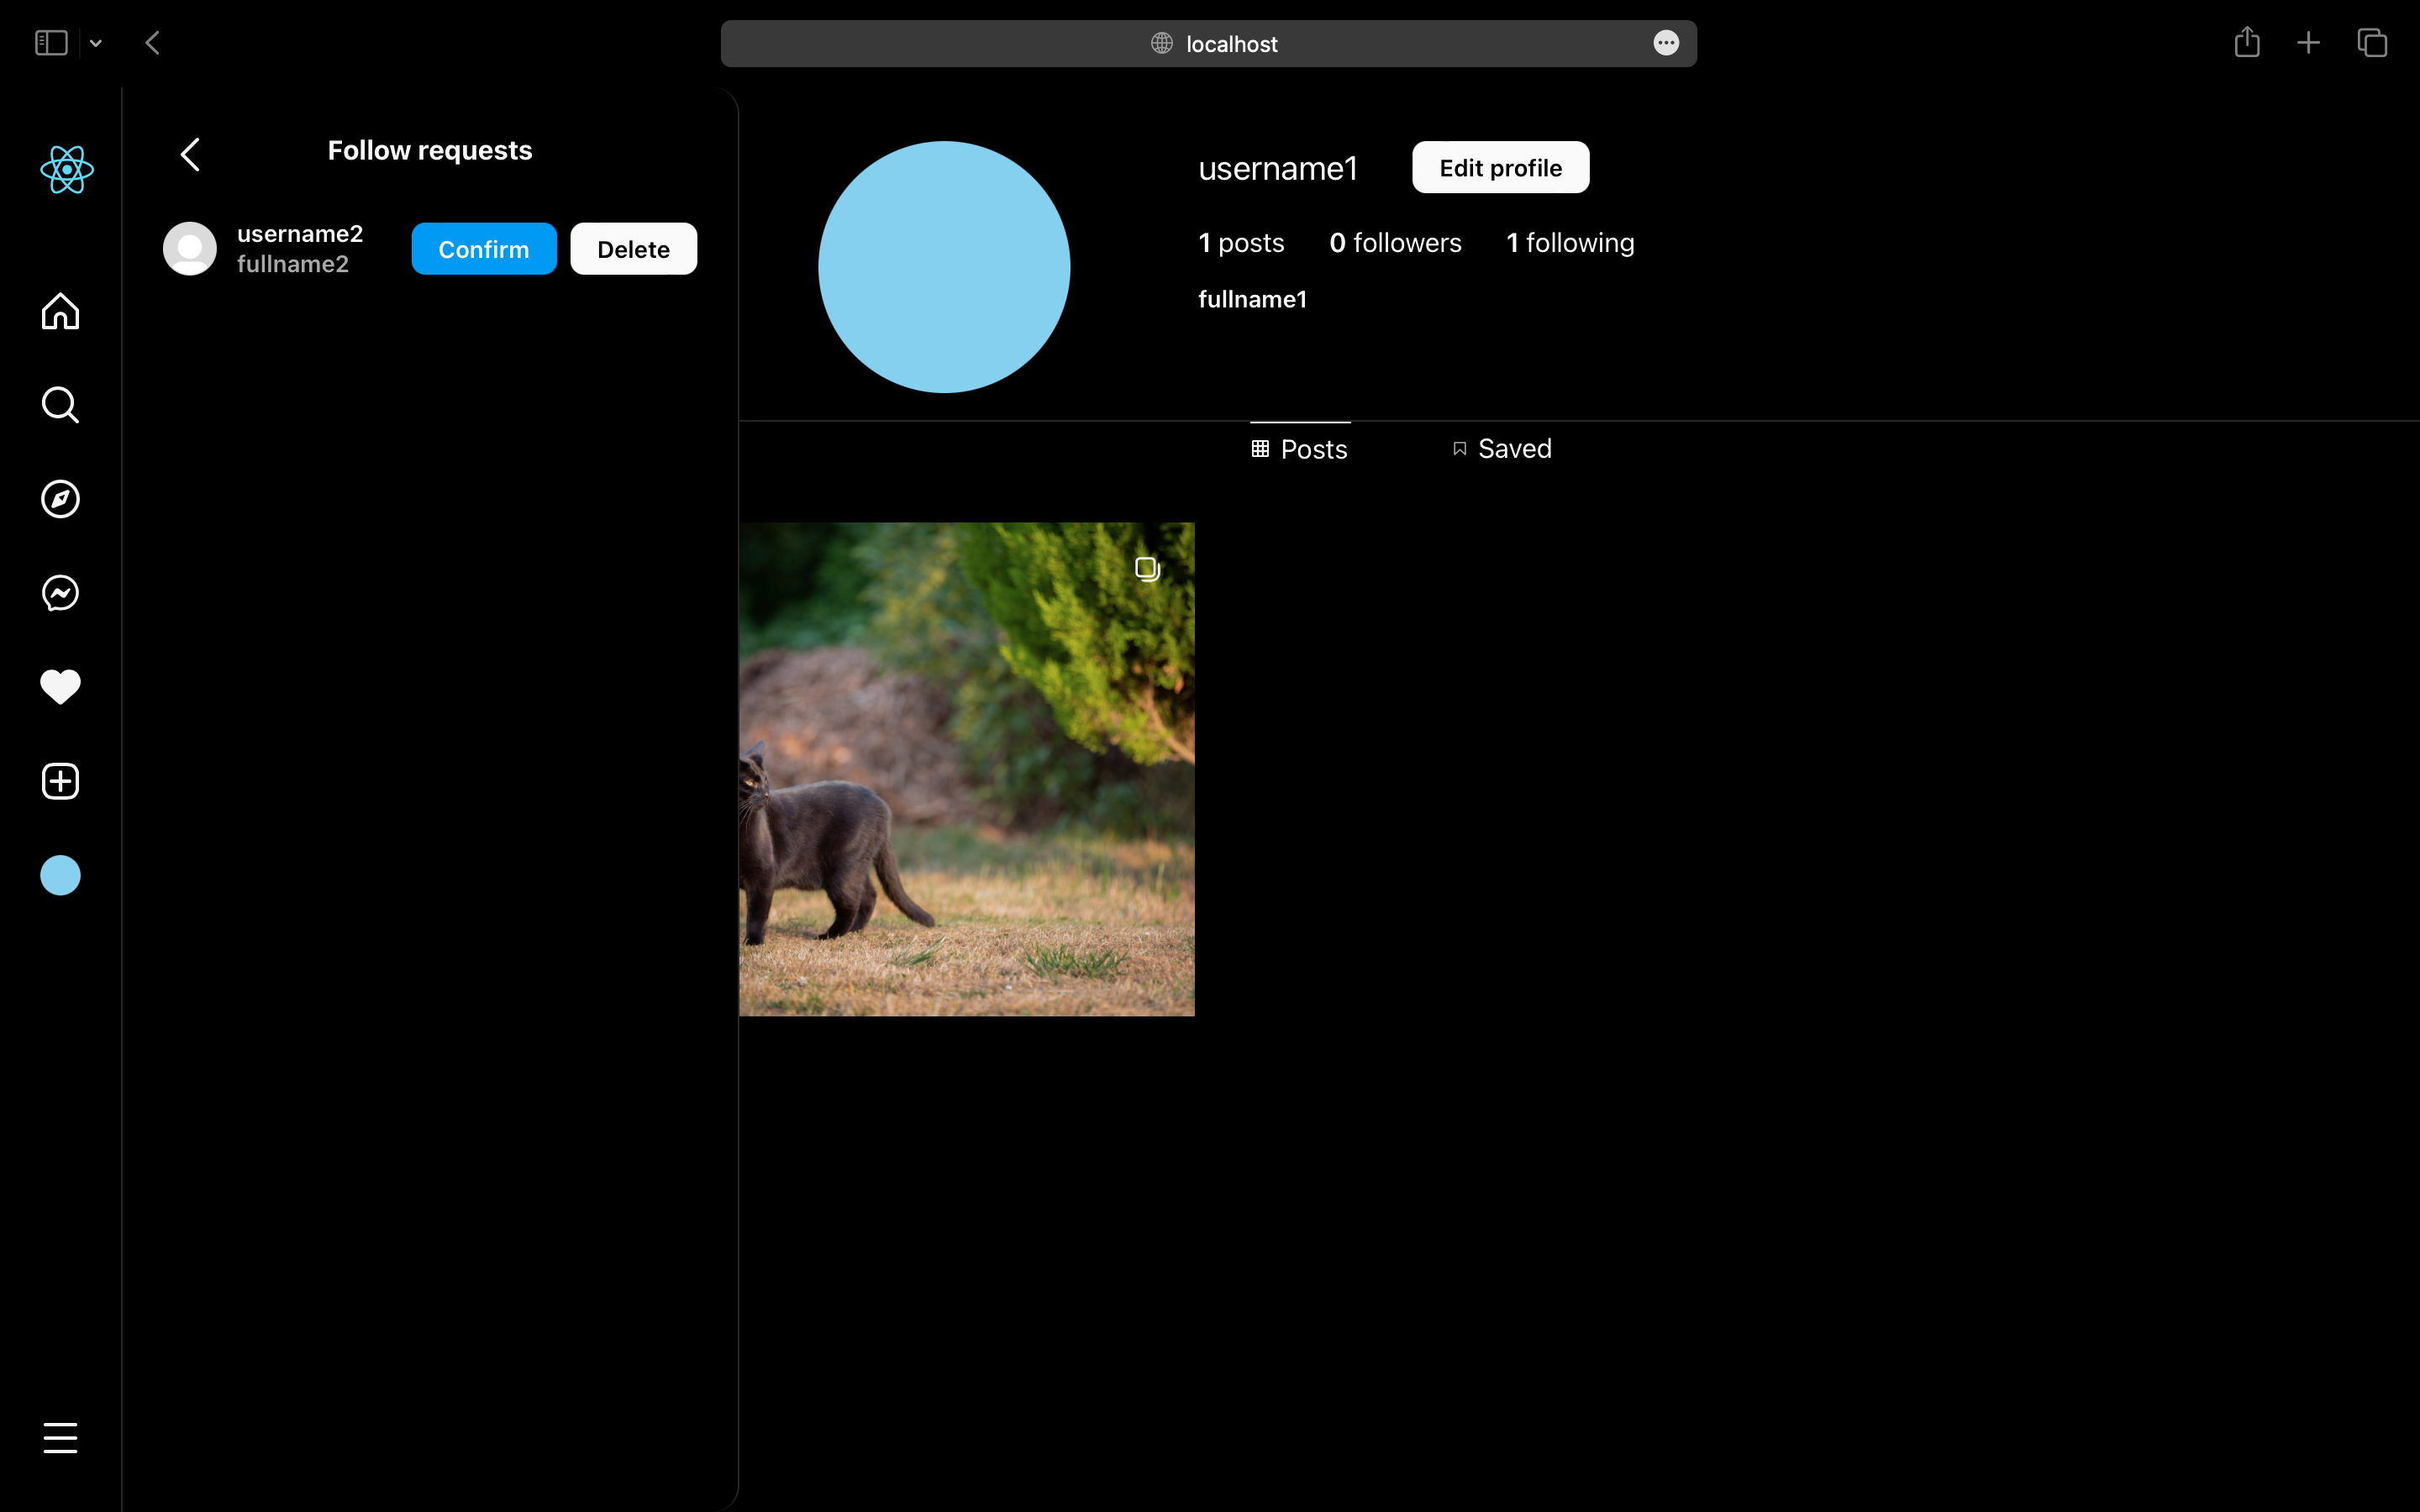 localhost
Follow requests
username2
fullname2
Confirm
Delete
username1
Edit profile
1 posts
0 followers
1 following
fullname1
Posts
Saved